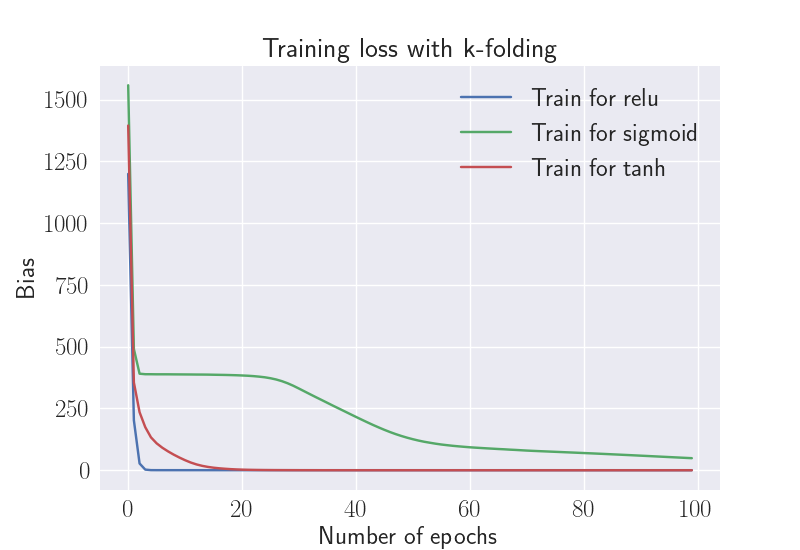 Training loss with k-folding
Train for relu
Train for sigmoid
Train for tanh
1500
1250
1000
750
500
250
0
Bias
0 20 40 60 80 100
Number of epochs